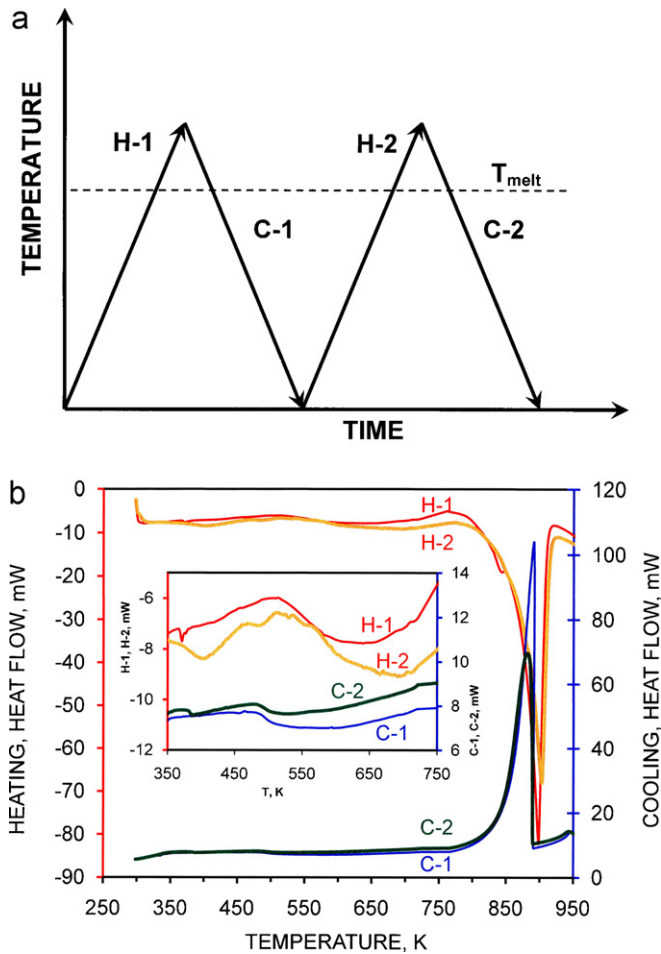 a
TEMPERATURE
H-1
H-2
T_melt
C-1
C-2
TIME
b
0
-10
-20
-30
-40
-50
-60
-70
-80
-90
HEATING, HEAT FLOW, mW
120
100
80
60
40
20
0
COOLING, HEAT FLOW, mW
H-1
H-2
C-2
C-1
-6
-8
-10
-12
H-1, H-2, mW
14
12
10
8
6
C-1, C-2, mW
H-1
H-2
C-2
C-1
350 450 550 650 750
T, K
250 350 450 550 650 750 850 950
TEMPERATURE, K